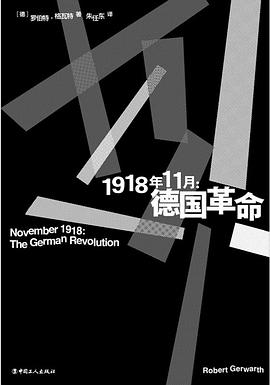 [德] 罗伯特·格瓦特 著 朱任东 译
1918年11月:
德国革命
November 1918:
The German Revolution
中国工人出版社
Robert Gerwarth